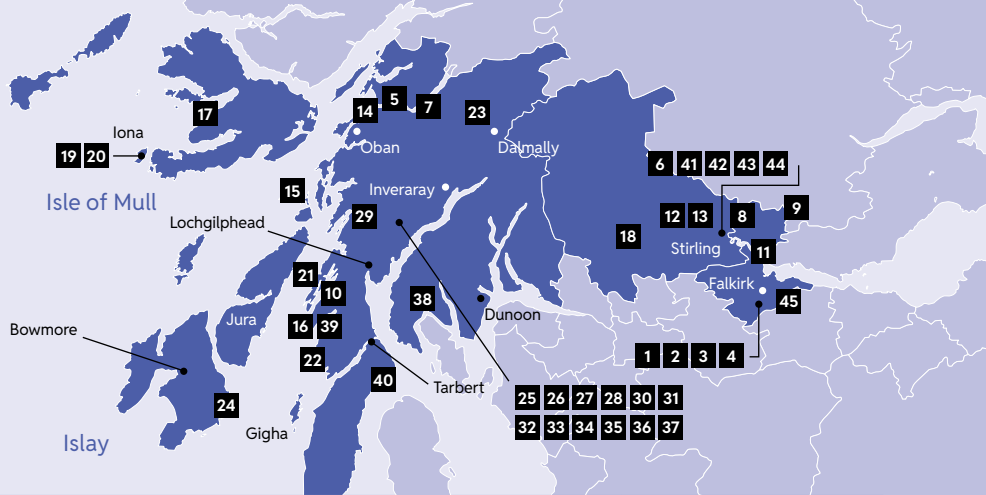 14
5
7
23
17
Oban
Dalmally
Iona
19 20
6 41 42 43 44
Isle of Mull
15
Inveraray
29
12 13
8
9
Lochgilphead
18
Stirling
11
21
10
38
Falkirk
45
Bowmore
Jura
16 39
Dunoon
22
1 2 3 4
40
Tarbert
24
25 26 27 28 30 31
Gigha
32 33 34 35 36 37
Islay